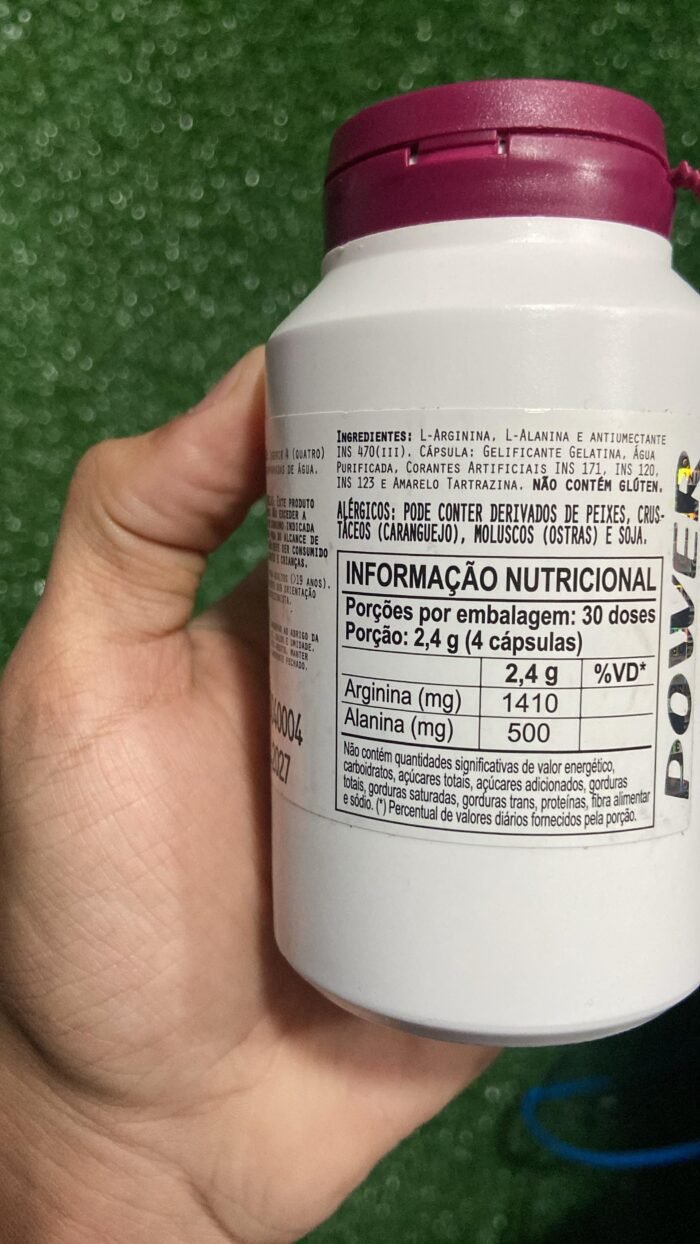 INGREDIENTES: L-ARGININA, L-ALANINA E ANTIUMECTANTE
INS 470(III). CÁPSULA: GELIFICANTE GELATINA, ÁGUA
PURIFICADA, CORANTES ARTIFICIAIS INS 171, INS 120,
INS 123 E AMARELO TARTRAZINA. NÃO CONTÉM GLÚTEN.
ALÉRGICOS: PODE CONTER DERIVADOS DE PEIXES, CRUS-
TÁCEOS (CARANGUEJO), MOLUSCOS (OSTRAS) E SOJA.
INFORMAÇÃO NUTRICIONAL
Porções por embalagem: 30 doses
Porção: 2,4 g (4 cápsulas)
2,4 g %VD*
Arginina (mg) 1410
Alanina (mg) 500
Não contém quantidades significativas de valor energético,
carboidratos, açúcares totais, açúcares adicionados, gorduras
totais, gorduras saturadas, gorduras trans, proteínas, fibra alimentar
e sódio. (*) Percentual de valores diários fornecidos pela porção.
POWER
4 (QUATRO)
DE ÁGUA.
ESTE PRODUTO
EXCEDER A
INDICADA
ALCANCE DE
SER CONSUMIDO
E CRIANÇAS.
(>19 ANOS).
ORIENTAÇÃO
AO ABRIGO DA
E UMIDADE.
MANTER
FECHADO.
40004
2027